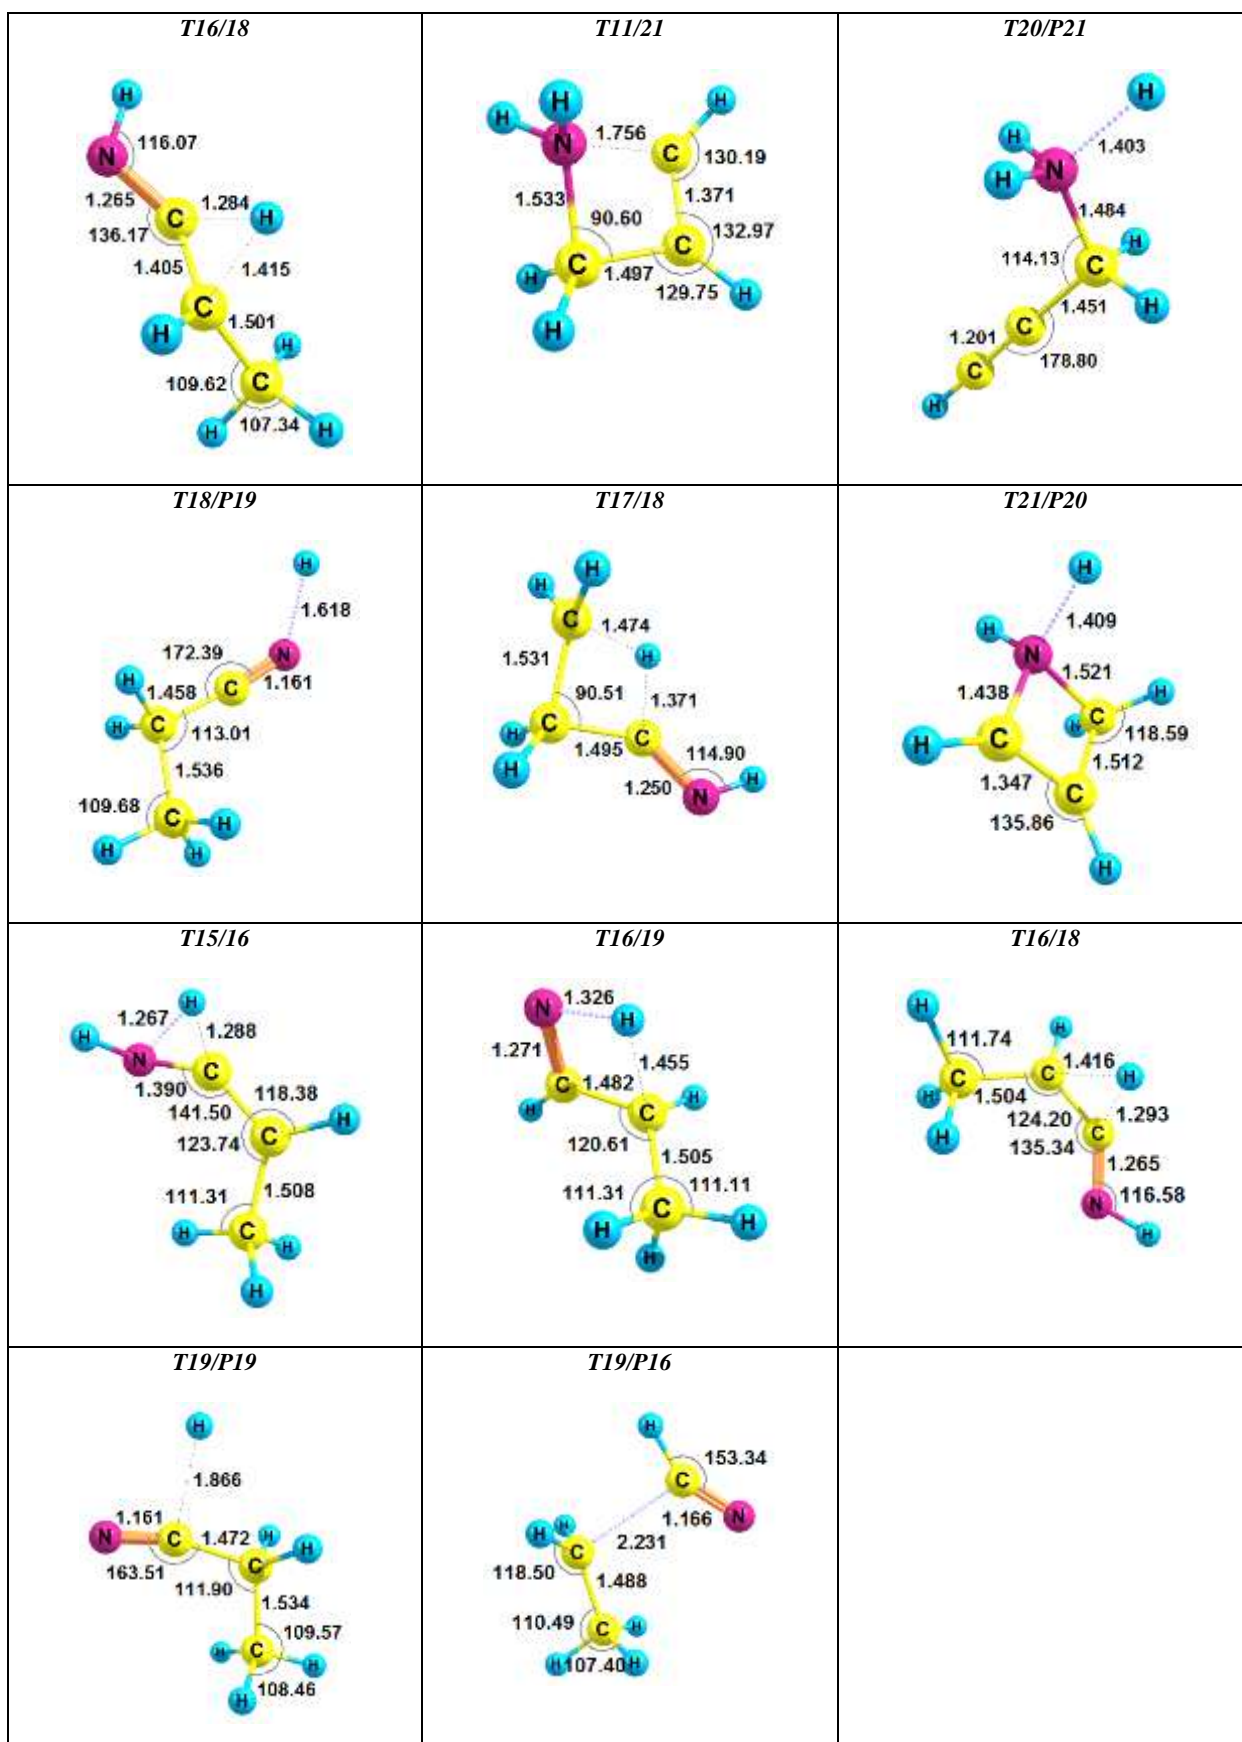 T16/18
T11/21
T20/P21
H
N
116.07
1.265
1.284
C
H
136.17
1.405
1.415
C
H
1.501
H
109.62
C
H
107.34
H
H
H
H
N
1.756
C
130.19
1.533
1.371
90.60
132.97
C
H
C
1.497
129.75
H
H
H
H
1.403
H
N
1.484
H
114.13
C
1.451
H
C
1.201
178.80
C
H
T18/P19
T17/18
T21/P20
H
1.618
172.39
N
H
C
1.161
1.458
H
C
113.01
1.536
109.68
C
H
H
H
H
H
C
1.474
H
1.531
90.51
1.371
H
C
C
1.495
114.90
H
1.250
N
H
H
1.409
H
N
1.521
1.438
H
H
C
C
H
118.59
1.512
1.347
C
135.86
H
T15/16
T16/19
T16/18
H
1.267
1.288
H
N
C
1.390
118.38
141.50
H
123.74
C
1.508
111.31
H
C
H
H
N
1.326
H
1.271
1.455
C
1.482
H
H
C
120.61
1.505
111.31
111.11
C
H
H
H
H
H
111.74
C
1.416
H
C
H
1.504
1.293
124.20
H
135.34
C
1.265
N
116.58
H
T19/P19
T19/P16
H
1.866
1.161
N
C
1.472
H
H
163.51
C
111.90
1.534
109.57
H
C
H
H
108.46
H
C
153.34
H
H
1.166
N
2.231
C
118.50
1.488
110.49
C
H
H
107.40
H